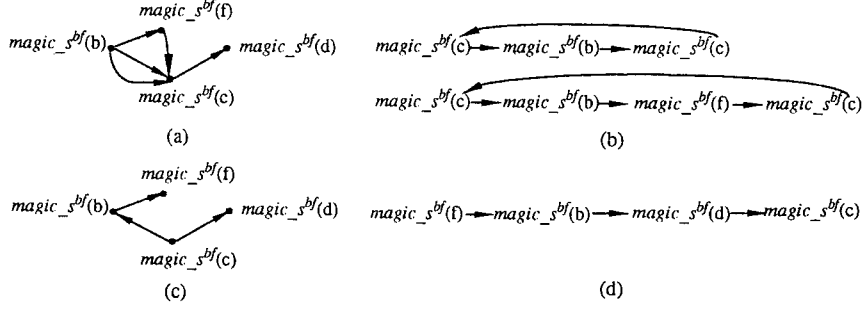 magic_s^bf(f)
magic_s^bf(b)
magic_s^bf(d)
magic_s^bf(c)
(a)
magic_s^bf(c) magic_s^bf(b) magic_s^bf(c)
magic_s^bf(c) magic_s^bf(b) magic_s^bf(f) magic_s^bf(c)
(b)
magic_s^bf(f)
magic_s^bf(b)
magic_s^bf(d)
magic_s^bf(c)
(c)
magic_s^bf(f) magic_s^bf(b) magic_s^bf(d) magic_s^bf(c)
(d)